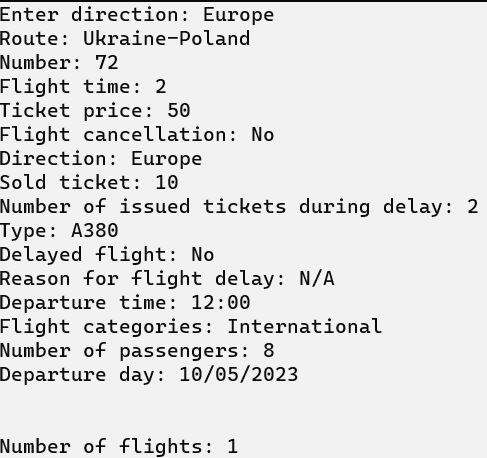 Enter direction: Europe
Route: Ukraine-Poland
Number: 72
Flight time: 2
Ticket price: 50
Flight cancellation: No
Direction: Europe
Sold ticket: 10
Number of issued tickets during delay: 2
Type: A380
Delayed flight: No
Reason for flight delay: N/A
Departure time: 12:00
Flight categories: International
Number of passengers: 8
Departure day: 10/05/2023
Number of flights: 1